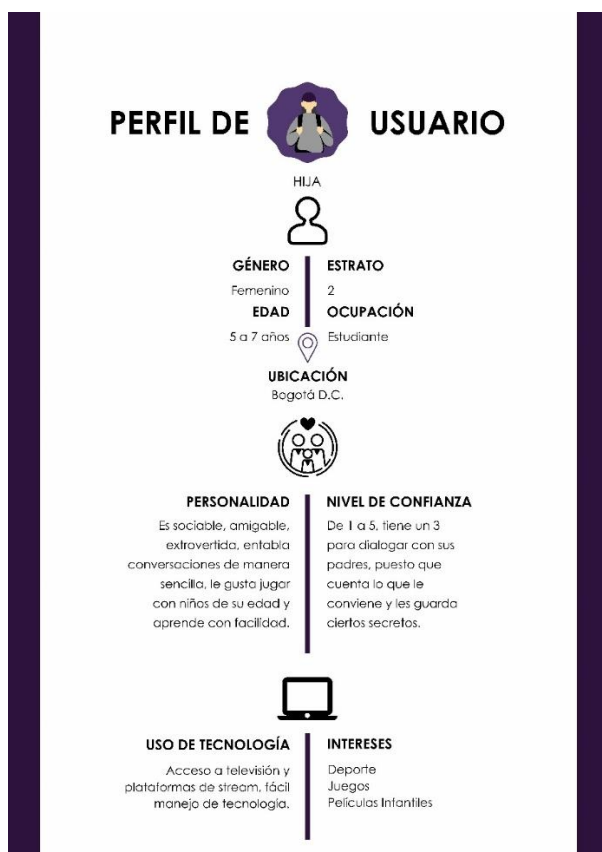 PERFIL DE USUARIO
HIJA
GÉNERO
Femenino
EDAD
5 a 7 años
ESTRATO
2
OCUPACIÓN
Estudiante
UBICACIÓN
Bogotá D.C.
PERSONALIDAD
Es sociable, amigable,
extrovertida, entabla
conversaciones de manera
sencilla, le gusta jugar
con niños de su edad y
aprende con facilidad.
NIVEL DE CONFIANZA
De 1 a 5, tiene un 3
para dialogar con sus
padres, puesto que
cuenta lo que le
conviene y les guarda
ciertos secretos.
USO DE TECNOLOGÍA
Acceso a televisión y
plataformas de stream, fácil
manejo de tecnología.
INTERESES
Deporte
Juegos
Películas Infantiles